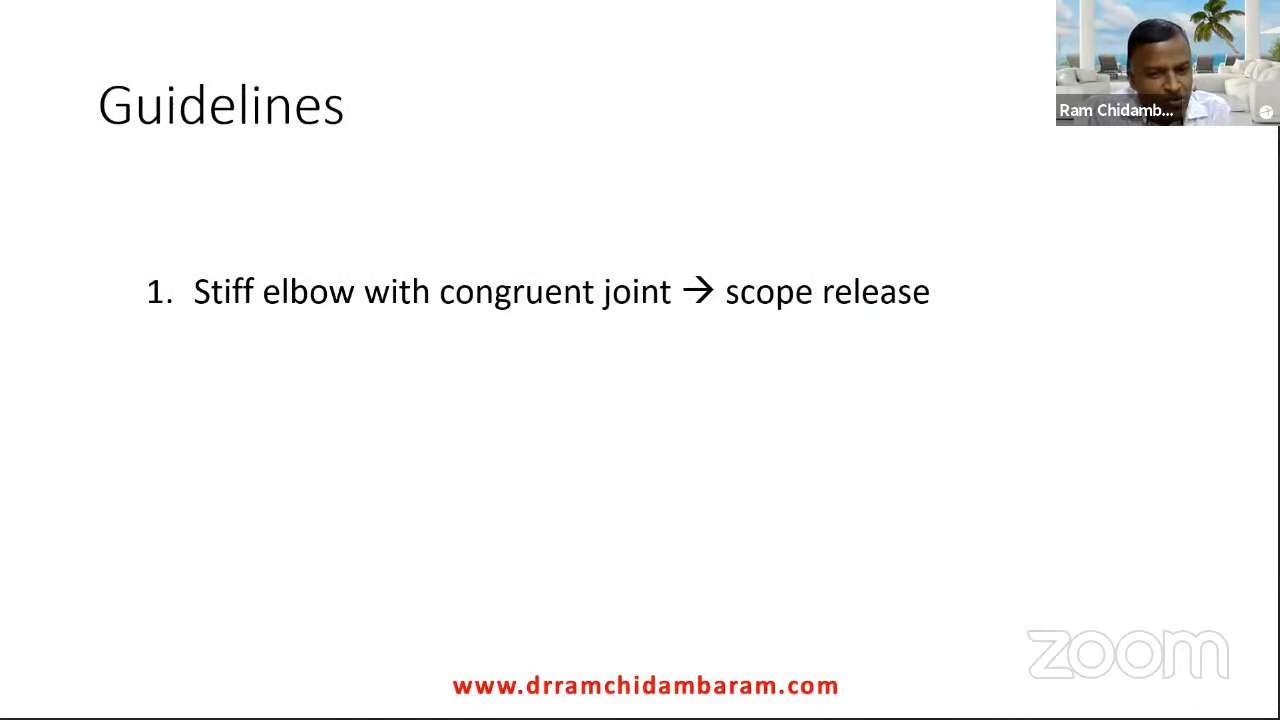 Ram Chidamb...
Guidelines
1. Stiff elbow with congruent joint → scope release
zoom
www.drramchidambaram.com